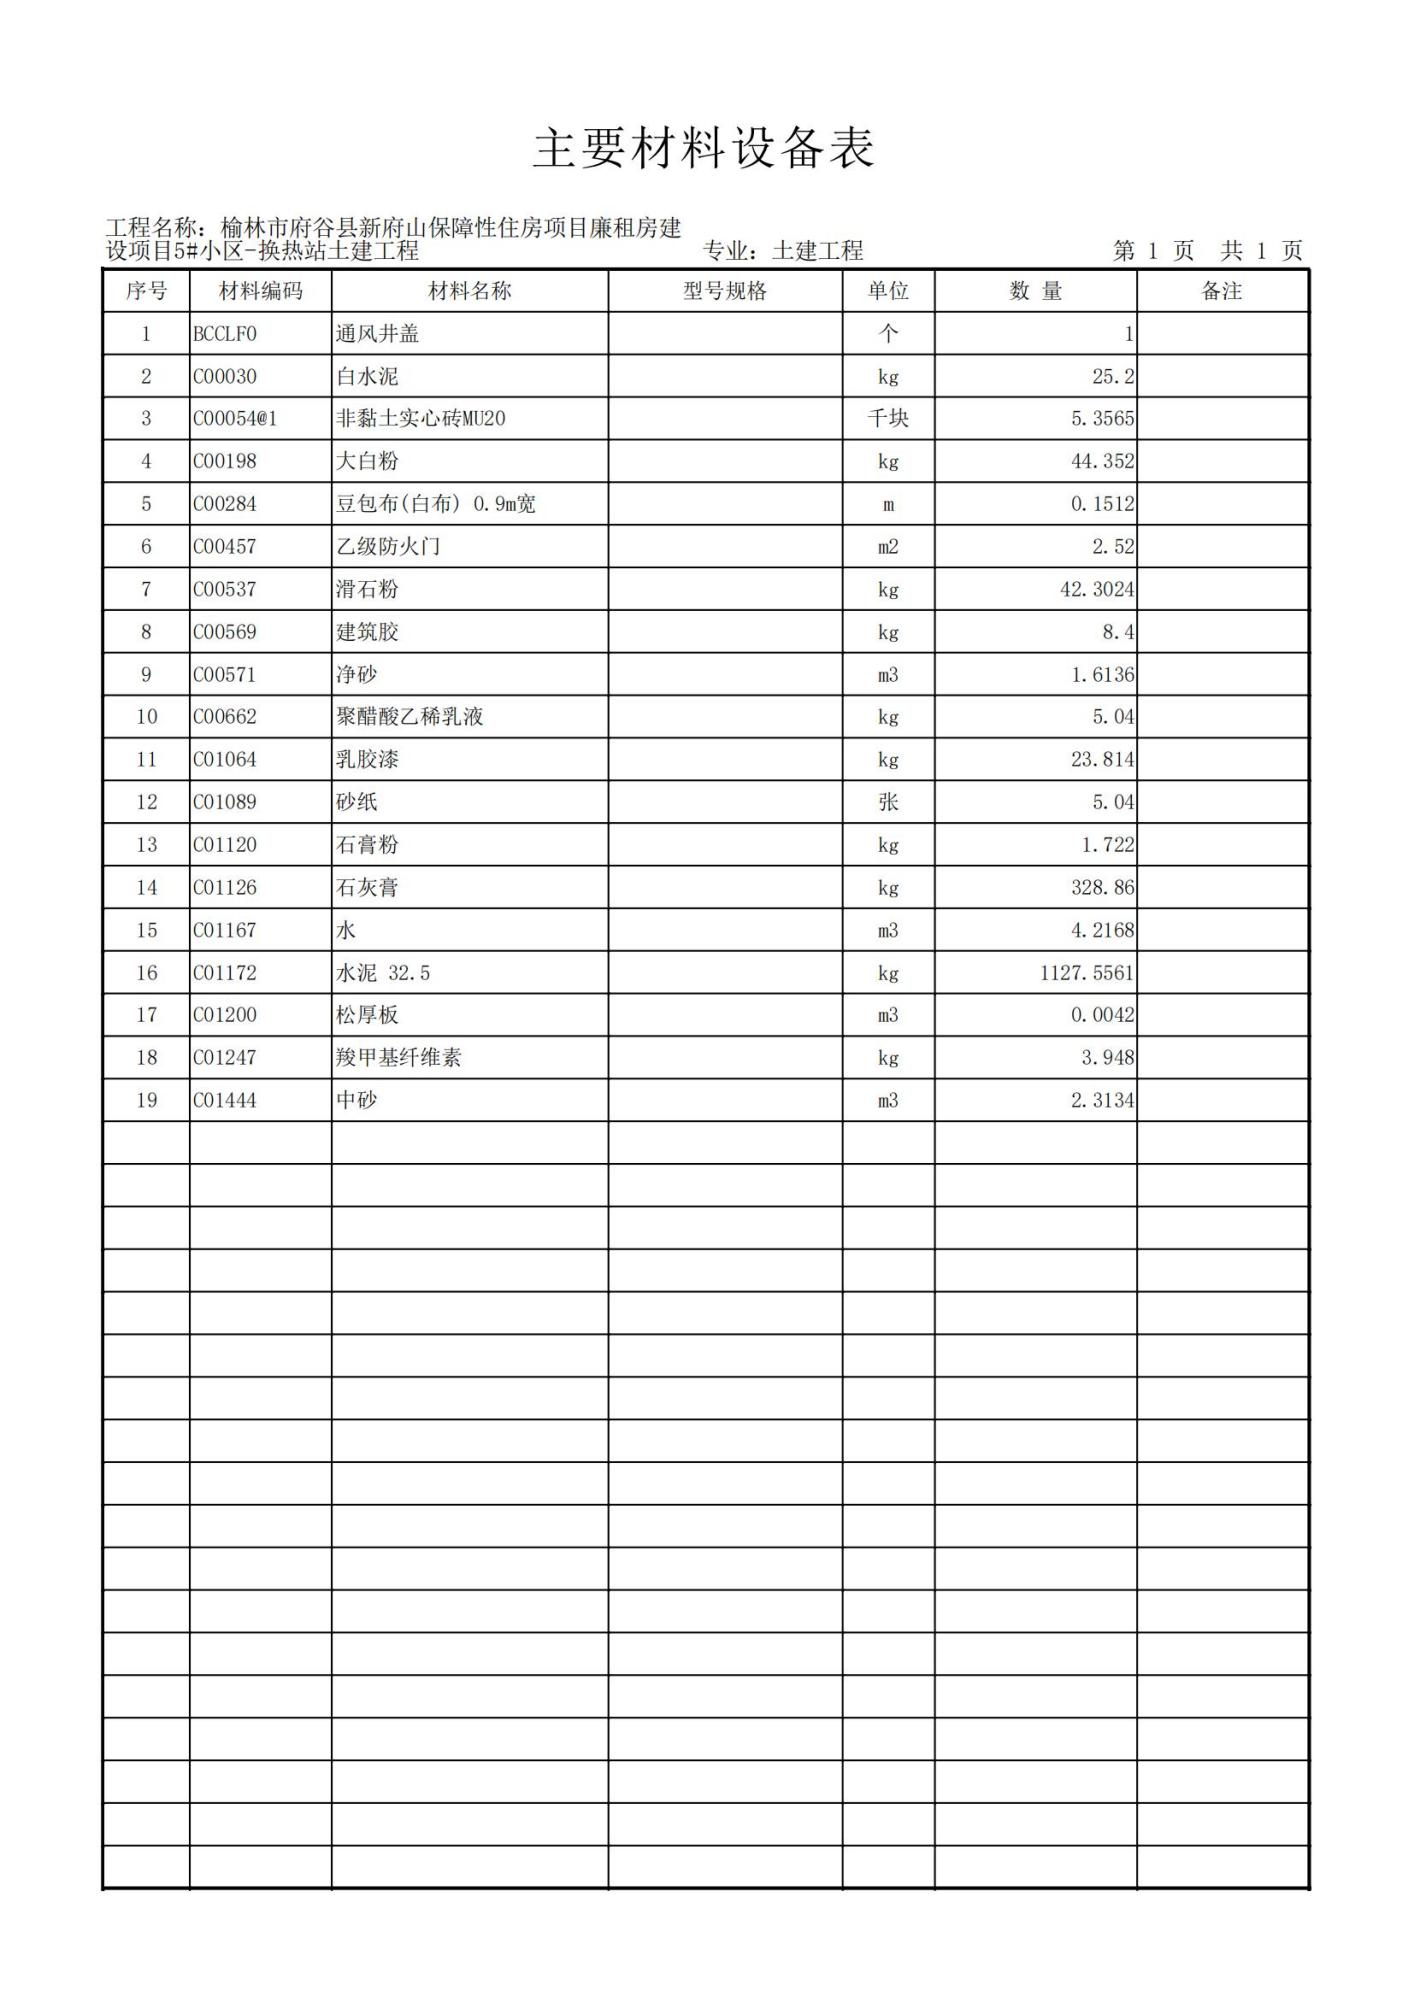 主要材料设备表
工程名称：榆林市府谷县新府山保障性住房项目廉租房建
设项目5#小区-换热站土建工程 专业：土建工程 第 1 页 共 1 页
序号 材料编码 材料名称 型号规格 单位 数 量 备注
1 BCCLF0 通风井盖 个 1
2 C00030 白水泥 kg 25.2
3 C00054@1 非黏土实心砖MU20 千块 5.3565
4 C00198 大白粉 kg 44.352
5 C00284 豆包布(白布) 0.9m宽 m 0.1512
6 C00457 乙级防火门 m2 2.52
7 C00537 滑石粉 kg 42.3024
8 C00569 建筑胶 kg 8.4
9 C00571 净砂 m3 1.6136
10 C00662 聚醋酸乙稀乳液 kg 5.04
11 C01064 乳胶漆 kg 23.814
12 C01089 砂纸 张 5.04
13 C01120 石膏粉 kg 1.722
14 C01126 石灰膏 kg 328.86
15 C01167 水 m3 4.2168
16 C01172 水泥 32.5 kg 1127.5561
17 C01200 松厚板 m3 0.0042
18 C01247 羧甲基纤维素 kg 3.948
19 C01444 中砂 m3 2.3134